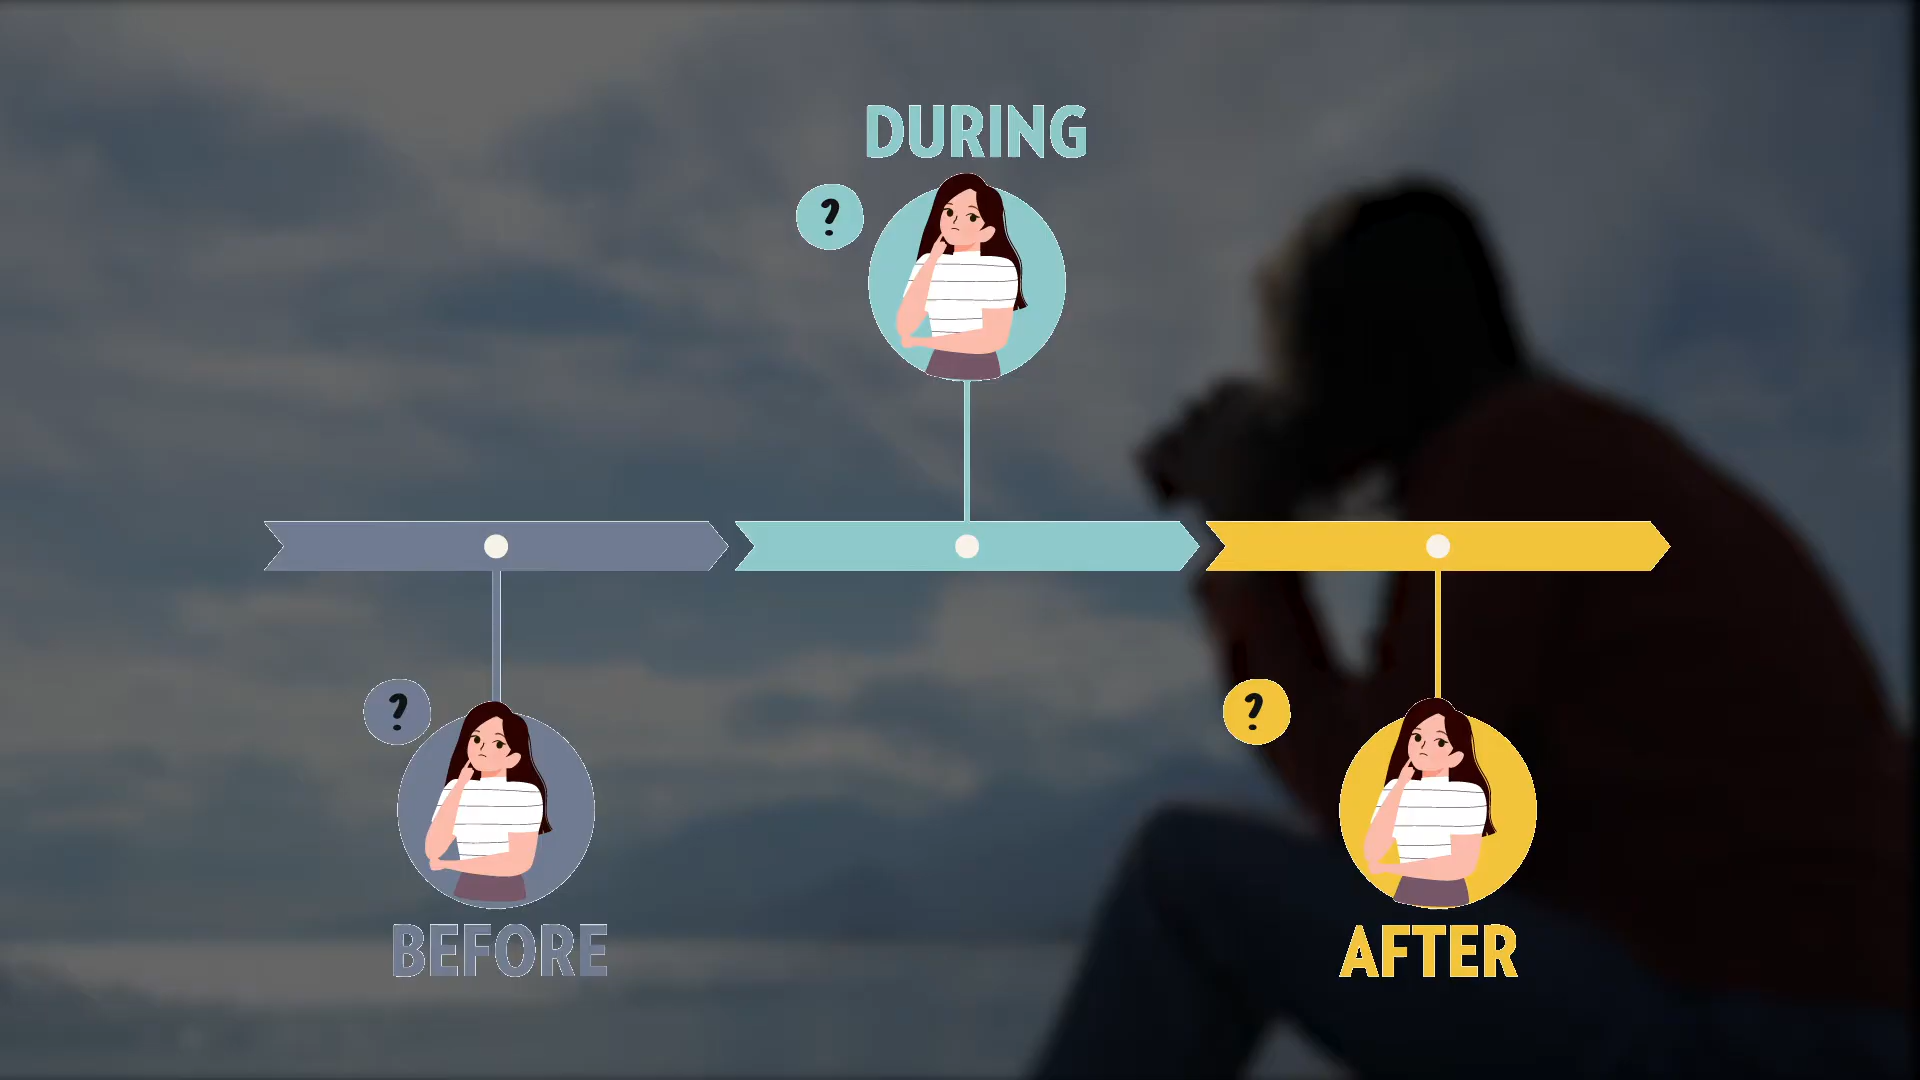 DURING
?
?
?
BEFORE
AFTER